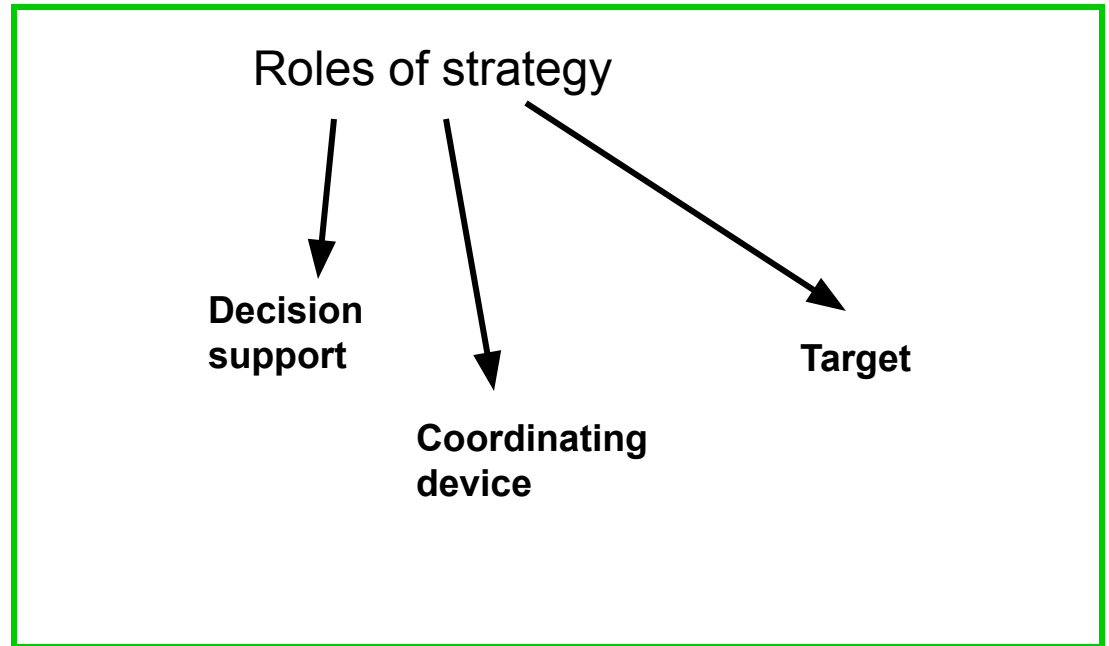 Roles of strategy
Decision
support
Target
Coordinating
device